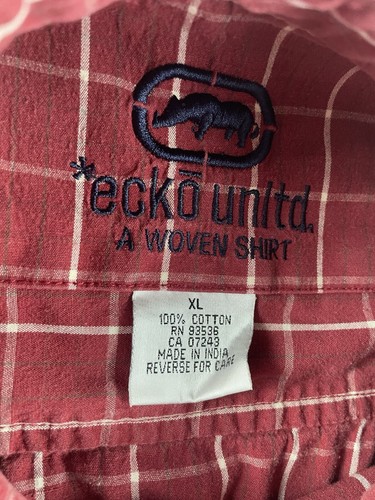 *eckō unltd.
A WOVEN SHIRT
XL
100% COTTON
RN 93536
CA 07243
MADE IN INDIA
REVERSE FOR CARE